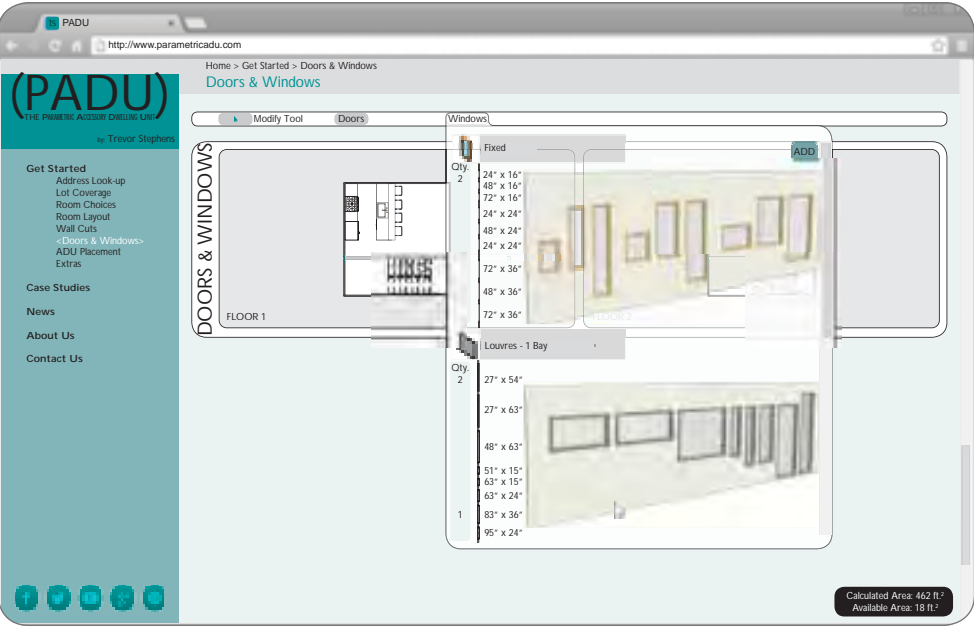 PADU
http://www.parametricadu.com
(PADU)
THE PARAMETRIC ACCESSORY DWELLING UNIT
by: Trevor Stephens
Home > Get Started > Doors & Windows
Doors & Windows
Modify Tool
Doors
Windows
Get Started
Address Look-up
Lot Coverage
Room Choices
Room Layout
Wall Cuts
<Doors & Windows>
ADU Placement
Extras
Case Studies
News
About Us
Contact Us
DOORS & WINDOWS
FLOOR 1
FLOOR 2
Fixed
ADD
Qty.
2
24" x 16"
48" x 16"
72" x 16"
24" x 24"
48" x 24"
24" x 24"
72" x 36"
48" x 36"
72" x 36"
Louvres - 1 Bay
Qty.
2
27" x 54"
27" x 63"
48" x 63"
51" x 15"
63" x 15"
63" x 24"
1
83" x 36"
95" x 24"
Calculated Area: 462 ft.²
Available Area: 18 ft.²